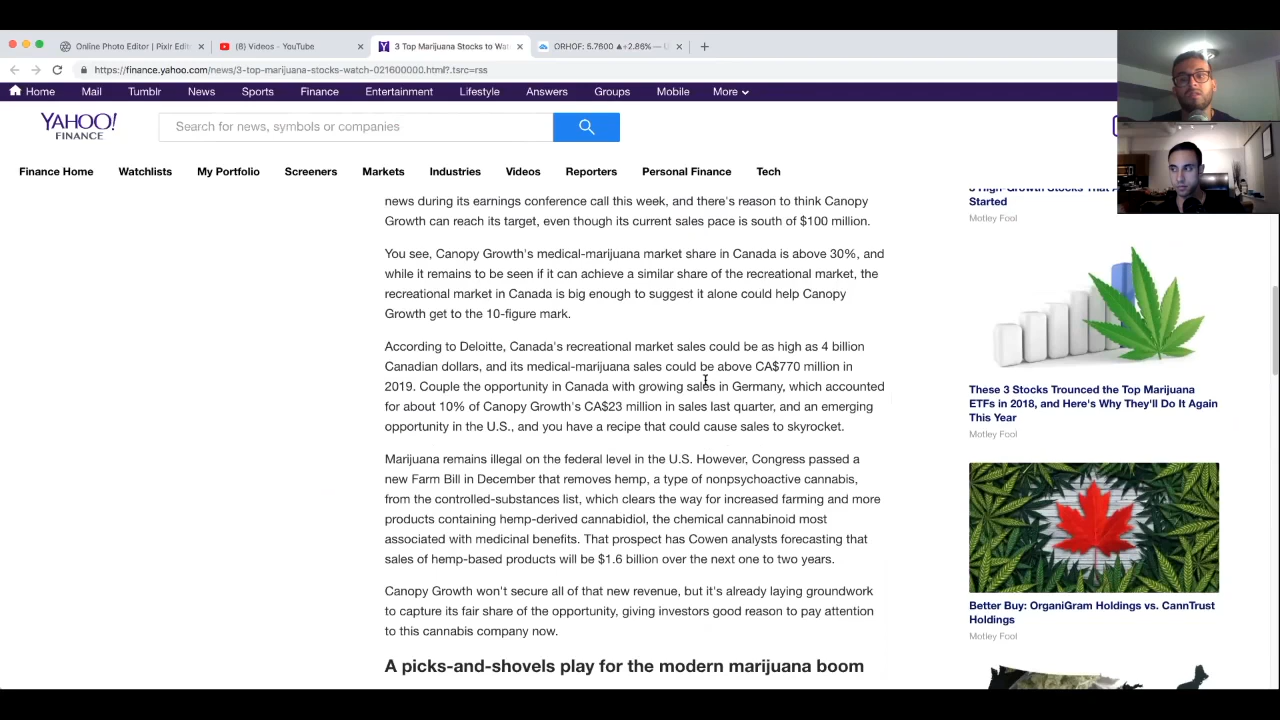 Online Photo Editor | Pixlr Edit
(8) Videos - YouTube
3 Top Marijuana Stocks to Wat
ORHOF: 5.7600 ▲+2.86% — U
https://finance.yahoo.com/news/3-top-marijuana-stocks-watch-021600000.html?.tsrc=rss
Home Mail Tumblr News Sports Finance Entertainment Lifestyle Answers Groups Mobile More
YAHOO!
FINANCE
Search for news, symbols or companies
Finance Home Watchlists My Portfolio Screeners Markets Industries Videos Reporters Personal Finance Tech
news during its earnings conference call this week, and there's reason to think Canopy
Growth can reach its target, even though its current sales pace is south of $100 million.
You see, Canopy Growth's medical-marijuana market share in Canada is above 30%, and
while it remains to be seen if it can achieve a similar share of the recreational market, the
recreational market in Canada is big enough to suggest it alone could help Canopy
Growth get to the 10-figure mark.
According to Deloitte, Canada's recreational market sales could be as high as 4 billion
Canadian dollars, and its medical-marijuana sales could be above CA$770 million in
2019. Couple the opportunity in Canada with growing sales in Germany, which accounted
for about 10% of Canopy Growth's CA$23 million in sales last quarter, and an emerging
opportunity in the U.S., and you have a recipe that could cause sales to skyrocket.
Marijuana remains illegal on the federal level in the U.S. However, Congress passed a
new Farm Bill in December that removes hemp, a type of nonpsychoactive cannabis,
from the controlled-substances list, which clears the way for increased farming and more
products containing hemp-derived cannabidiol, the chemical cannabinoid most
associated with medicinal benefits. That prospect has Cowen analysts forecasting that
sales of hemp-based products will be $1.6 billion over the next one to two years.
Canopy Growth won't secure all of that new revenue, but it's already laying groundwork
to capture its fair share of the opportunity, giving investors good reason to pay attention
to this cannabis company now.
A picks-and-shovels play for the modern marijuana boom
3 High-Growth Stocks That A
Started
Motley Fool
These 3 Stocks Trounced the Top Marijuana
ETFs in 2018, and Here's Why They'll Do It Again
This Year
Motley Fool
Better Buy: OrganiGram Holdings vs. CannTrust
Holdings
Motley Fool